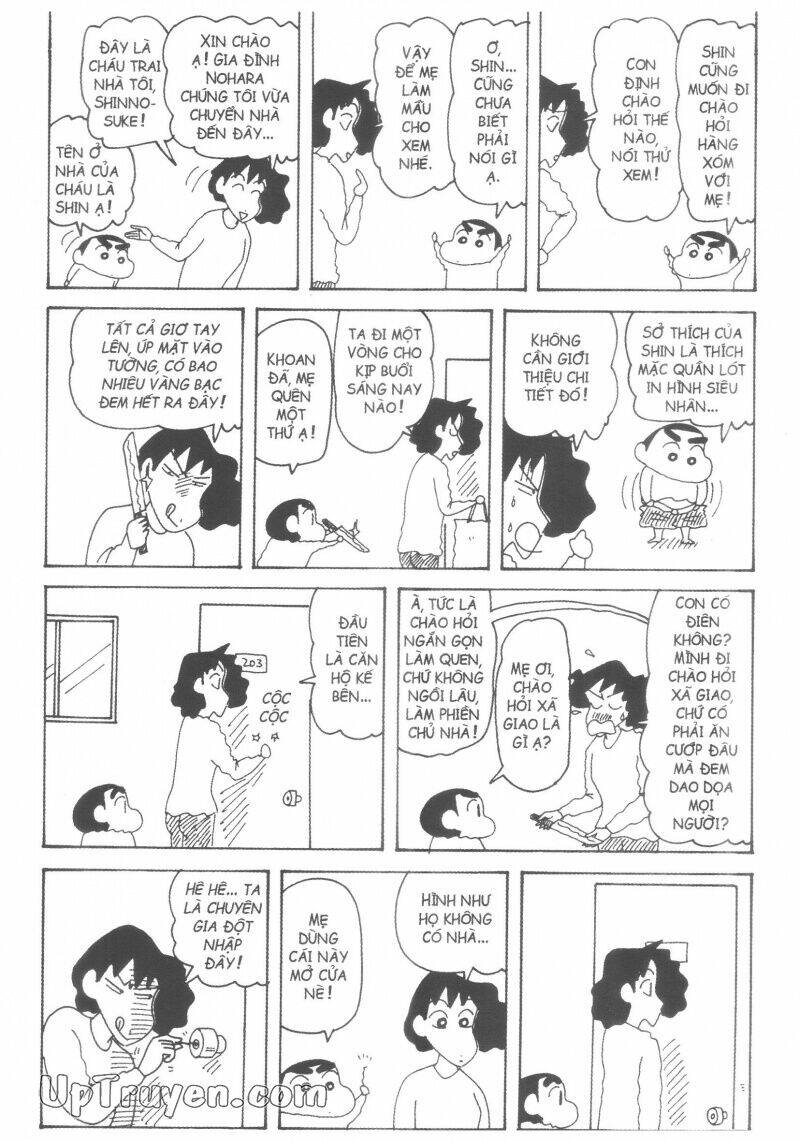 SHIN
CŨNG
MUỐN ĐI
CHÀO
HỎI
HÀNG
XÓM
VỚI
MẸ!
CON
ĐỊNH
CHÀO
HỎI THẾ
NÀO,
NÓI THỬ
XEM!
Ơ,
SHIN...
CŨNG
CHƯA
BIẾT
PHẢI
NÓI GÌ
Ạ.
VẬY
ĐỂ MẸ
LÀM
MẪU
CHO
XEM
NHÉ.
XIN CHÀO
Ạ! GIA ĐÌNH
NOHARA
CHÚNG TÔI VỪA
CHUYỂN NHÀ
ĐẾN ĐÂY...
ĐÂY LÀ
CHÁU TRAI
NHÀ TÔI,
SHINNO-
SUKE!
TÊN Ở
NHÀ CỦA
CHÁU LÀ
SHIN Ạ!
SỞ THÍCH CỦA
SHIN LÀ THÍCH
MẶC QUẦN LÓT
IN HÌNH SIÊU
NHÂN...
KHÔNG
CẦN GIỚI
THIỆU CHI
TIẾT ĐÓ!
TA ĐI MỘT
VÒNG CHO
KỊP BUỔI
SÁNG NAY
NÀO!
KHOAN
ĐÃ, MẸ
QUÊN
MỘT
THỨ Ạ!
TẤT CẢ GIƠ TAY
LÊN, ÚP MẶT VÀO
TƯỜNG, CÓ BAO
NHIÊU VÀNG BẠC
ĐEM HẾT RA ĐÂY!
CON CÓ
ĐIÊN
KHÔNG?
MÌNH ĐI
CHÀO HỎI
XÃ GIAO,
CHỨ CÓ
PHẢI ĂN
CƯỚP ĐÂU
MÀ ĐEM
DAO DỌA
MỌI
NGƯỜI?
MẸ ƠI,
CHÀO
HỎI XÃ
GIAO LÀ
GÌ Ạ?
À, TỨC LÀ
CHÀO HỎI
NGẮN GỌN
LÀM QUEN,
CHỨ KHÔNG
NGỒI LÂU,
LÀM PHIỀN
CHỦ NHÀ!
ĐẦU
TIÊN
LÀ CĂN
HỘ KẾ
BÊN...
203
CỘC
CỘC
HÌNH NHƯ
HỌ KHÔNG
CÓ NHÀ...
MẸ
DÙNG
CÁI NÀY
MỞ CỬA
NÈ!
HÊ HÊ... TA
LÀ CHUYÊN
GIA ĐỘT
NHẬP
ĐÂY!
UpTruyen.com